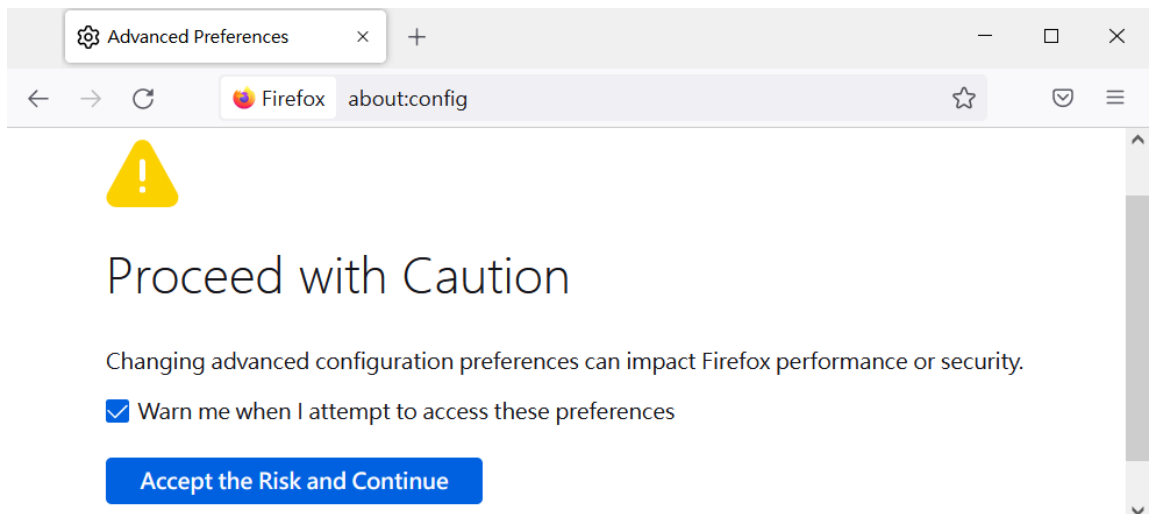 Advanced Preferences
Firefox about:config
Proceed with Caution
Changing advanced configuration preferences can impact Firefox performance or security.
Warn me when I attempt to access these preferences
Accept the Risk and Continue